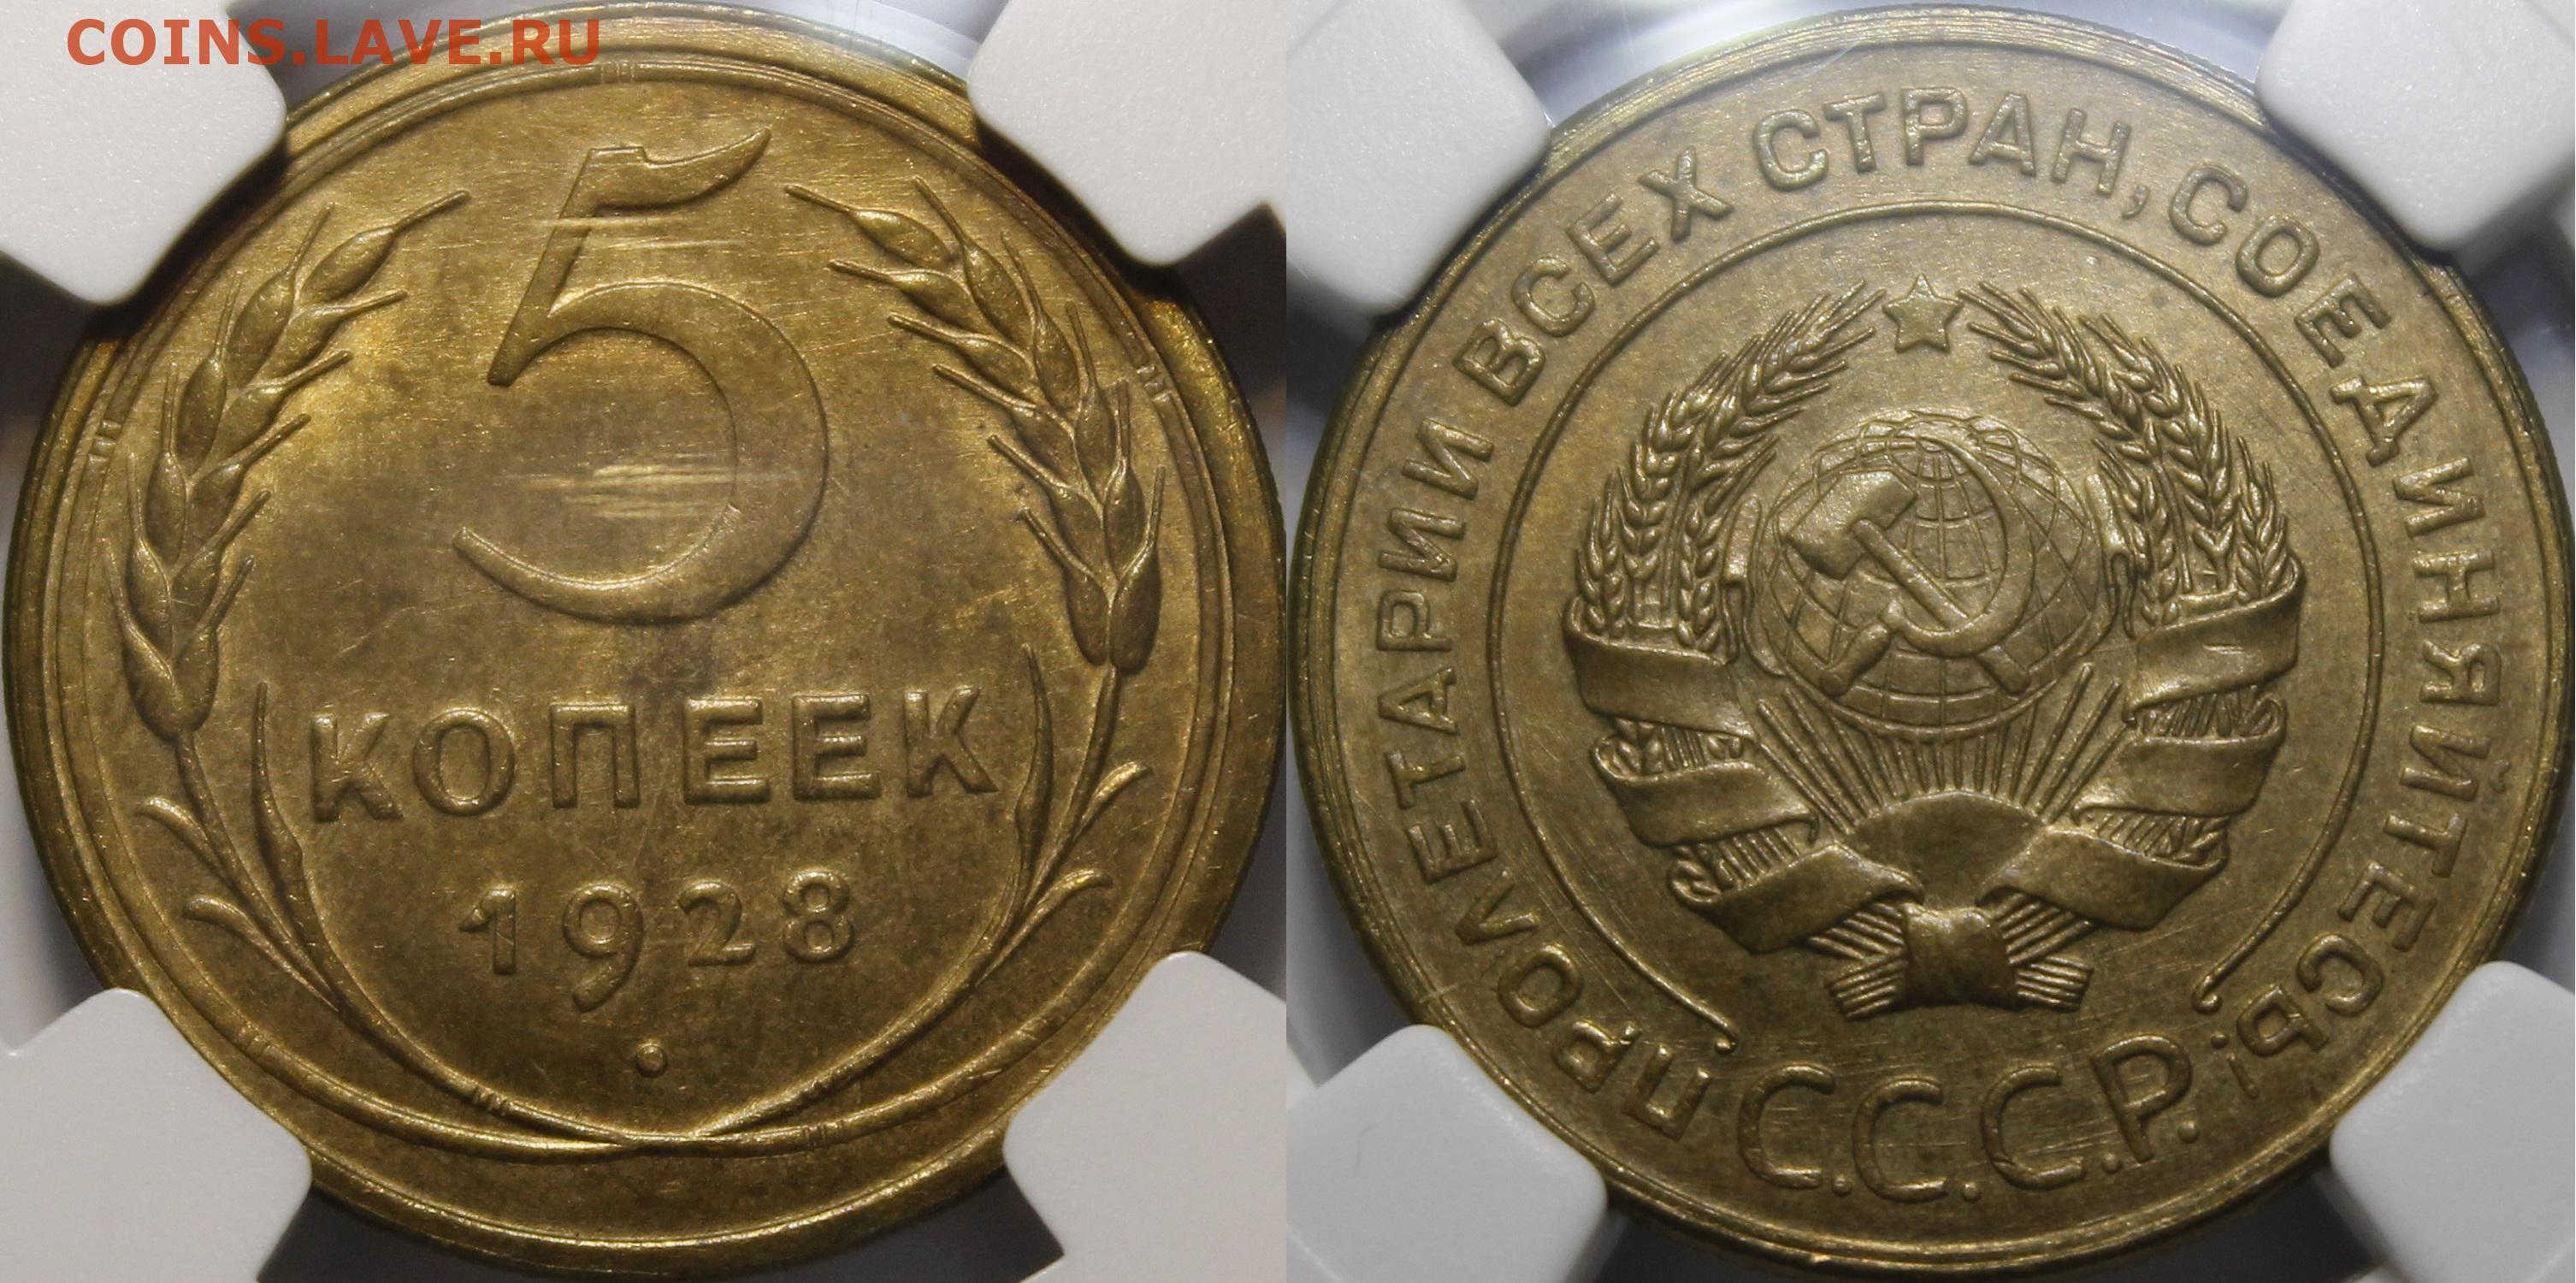 COINS.LAVE.RU
5
КОПЕЕК
1928
ПРОЛЕТАРИИ ВСЕХ СТРАН, СОЕДИНЯЙТЕСЬ!
С.С.С.Р.